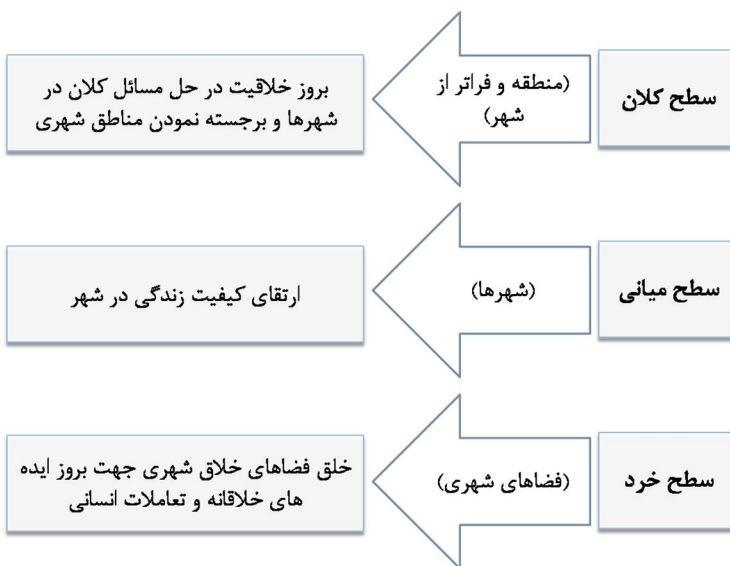 سطح کلان
(منطقه و فراتر از
شهر)
بروز خلاقیت در حل مسائل کلان در
شهرها و برجسته نمودن مناطق شهری
سطح میانی
(شهرها)
ارتقای کیفیت زندگی در شهر
سطح خرد
(فضاهای شهری)
خلق فضاهای خلاق شهری جهت بروز ایده
های خلاقانه و تعاملات انسانی